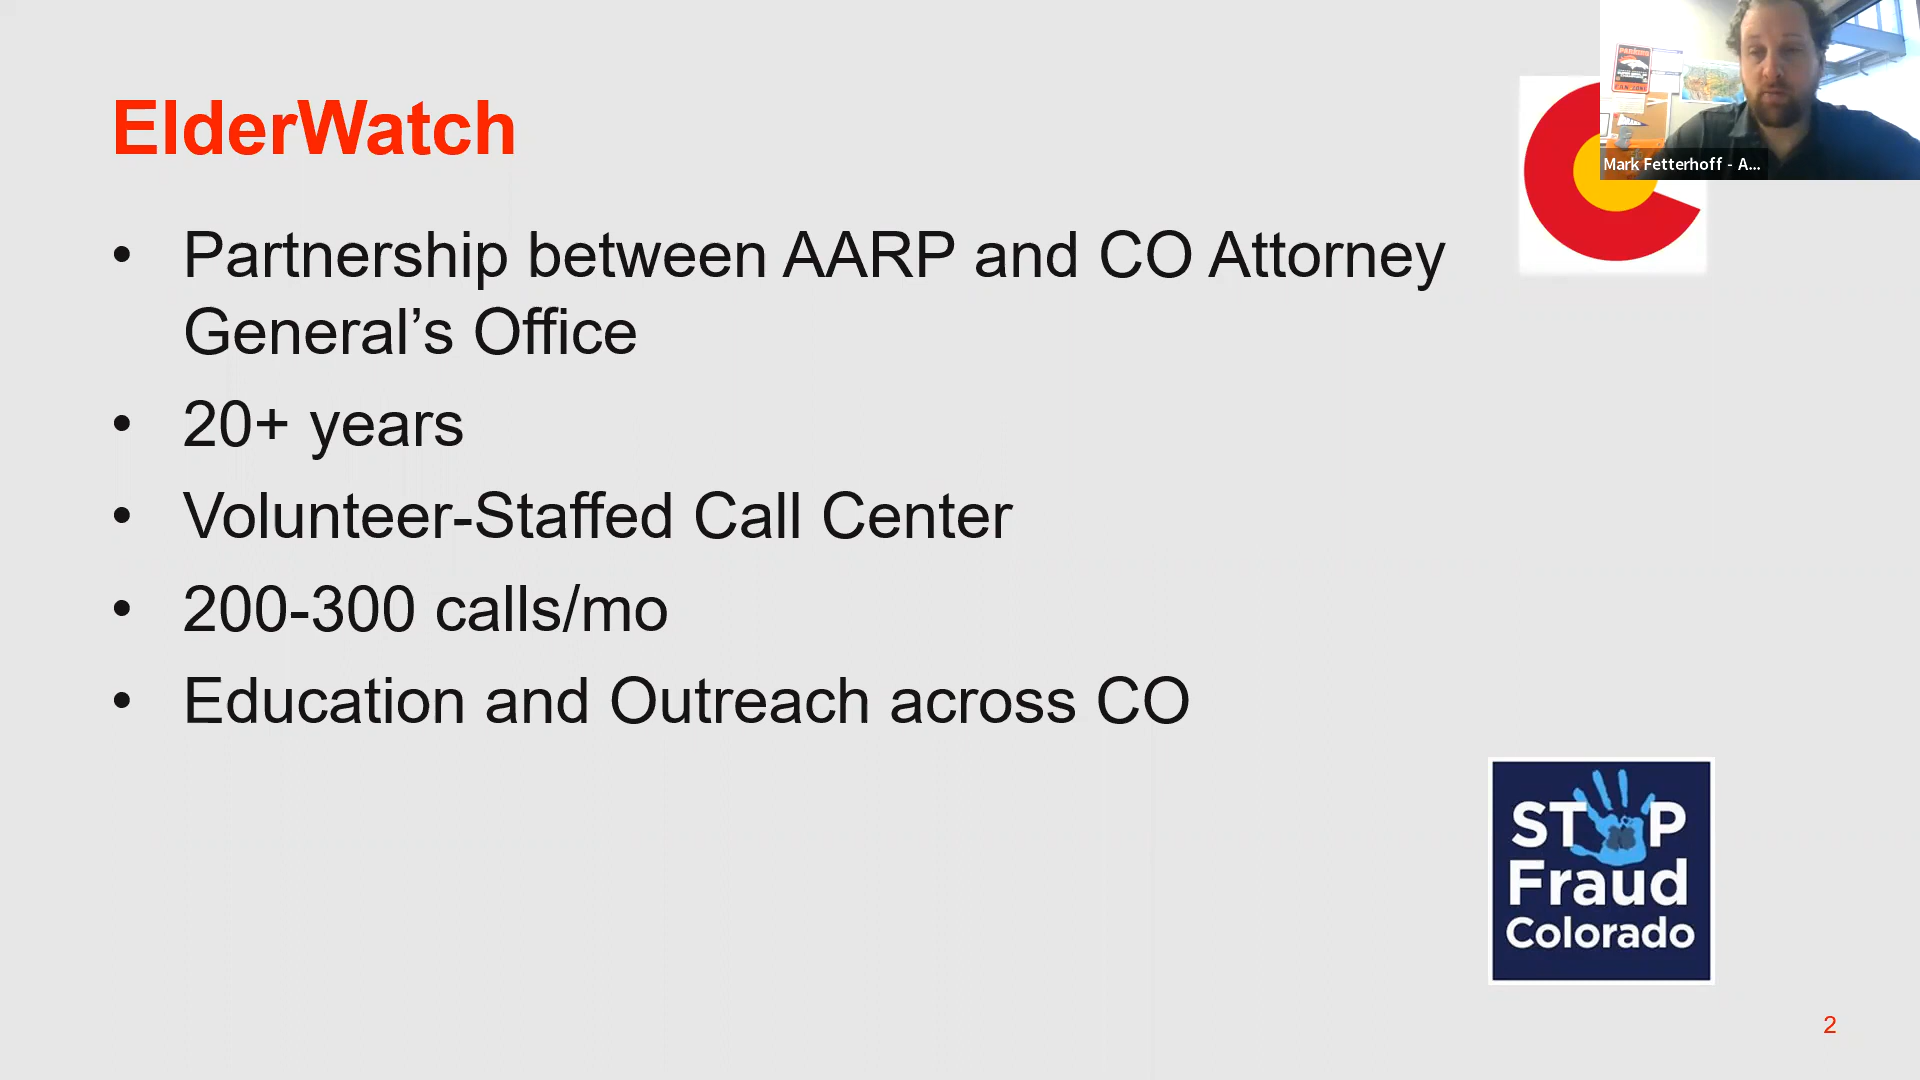 ElderWatch
• Partnership between AARP and CO Attorney
General’s Office
• 20+ years
• Volunteer-Staffed Call Center
• 200-300 calls/mo
• Education and Outreach across CO
Mark Fetterhoff - A...
STOP
Fraud
Colorado
2